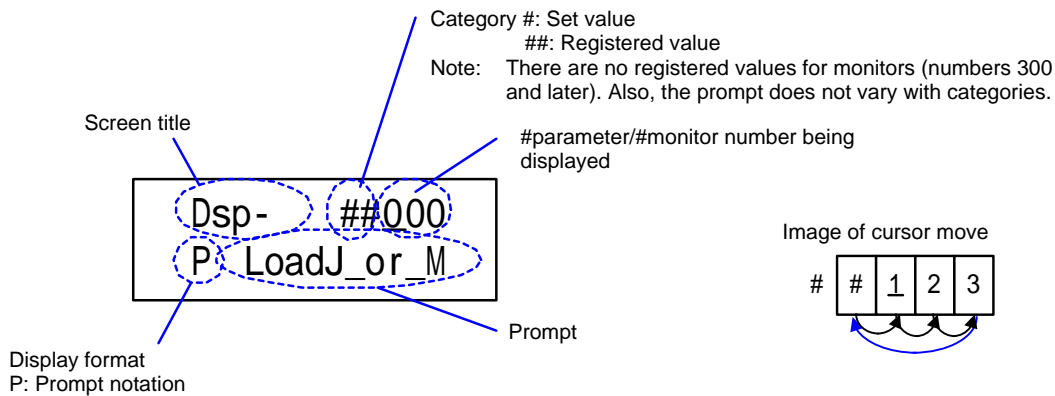 Category #: Set value
##: Registered value
Note: There are no registered values for monitors (numbers 300
and later). Also, the prompt does not vary with categories.
Screen title
#parameter/#monitor number being
displayed
Dsp- ##000
P LoadJ_or_M
Image of cursor move
# # 1 2 3
Prompt
Display format
P: Prompt notation